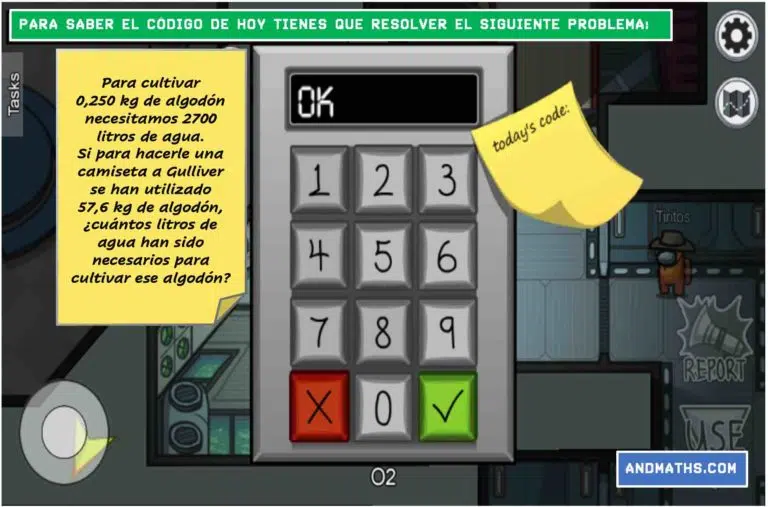 PARA SABER EL CÓDIGO DE HOY TIENES QUE RESOLVER EL SIGUIENTE PROBLEMA:
Tasks
Para cultivar
0,250 kg de algodón
necesitamos 2700
litros de agua.
Si para hacerle una
camiseta a Gulliver
se han utilizado
57,6 kg de algodón,
¿cuántos litros de
agua han sido
necesarios para
cultivar ese algodón?
OK
today's code:
1 2 3
4 5 6
7 8 9
X 0 ✓
O2
Tintos
REPORT
USE
ANDMATHS.COM